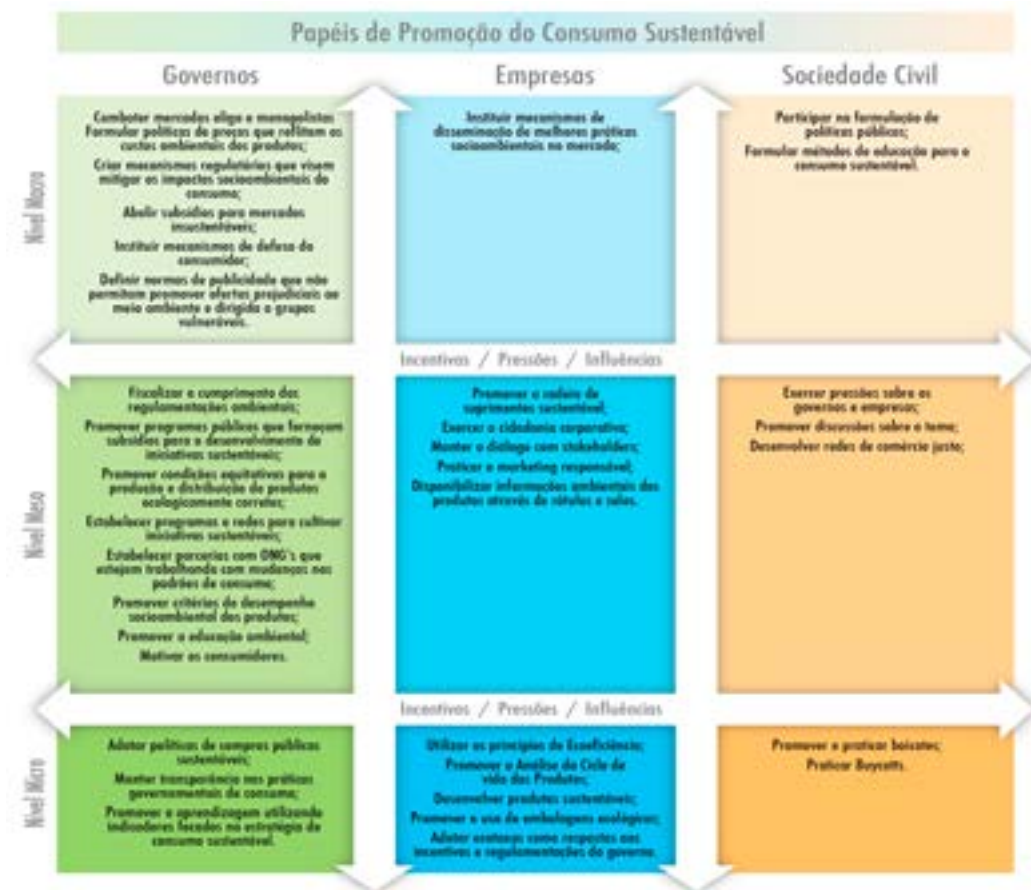 Papéis de Promoção do Consumo Sustentável
Governos
Empresas
Sociedade Civil
Nível Macro
Combater mercados oligo e monopolistas
Formular políticas de preços que reflitam os
custos ambientais dos produtos;
Criar mecanismos regulatórios que visem
mitigar os impactos socioambientais do
consumo;
Abolir subsídios para mercados
insustentáveis;
Instituir mecanismos de defesa do
consumidor;
Definir normas de publicidade que não
permitam promover ofertas prejudiciais ao
meio ambiente e dirigida a grupos
vulneráveis.
Instituir mecanismos de
disseminação de melhores práticas
socioambientais no mercado;
Participar na formulação de
políticas públicas;
Formular métodos de educação para o
consumo sustentável.
Incentivos / Pressões / Influências
Nível Meso
Fiscalizar o cumprimento das
regulamentações ambientais;
Promover programas públicos que forneçam
subsídios para o desenvolvimento de
iniciativas sustentáveis;
Promover condições equitativas para a
produção e distribuição de produtos
ecologicamente corretos;
Estabelecer programas e redes para cultivar
iniciativas sustentáveis;
Estabelecer parcerias com ONG's que
estejam trabalhando com mudanças nos
padrões de consumo;
Promover critérios de desempenho
socioambiental dos produtos;
Promover a educação ambiental;
Motivar os consumidores.
Promover a cadeia de
suprimentos sustentável;
Exercer a cidadania corporativa;
Manter o diálogo com stakeholders;
Praticar o marketing responsável;
Disponibilizar informações ambientais dos
produtos através de rótulos e selos.
Exercer pressões sobre os
governos e empresas;
Promover discussões sobre o tema;
Desenvolver redes de comércio justo;
Incentivos / Pressões / Influências
Nível Micro
Adotar políticas de compras públicas
sustentáveis;
Manter transparência nas práticas
governamentais de consumo;
Promover a aprendizagem utilizando
indicadores focados na estratégia de
consumo sustentável.
Utilizar os princípios da Ecoeficiência;
Promover a Análise do Ciclo de
vida dos Produtos;
Desenvolver produtos sustentáveis;
Promover o uso de embalagens ecológicas;
Adotar como respostas aos
incentivos e regulamentações do governo.
Promover e praticar boicotes;
Praticar Buycotts.